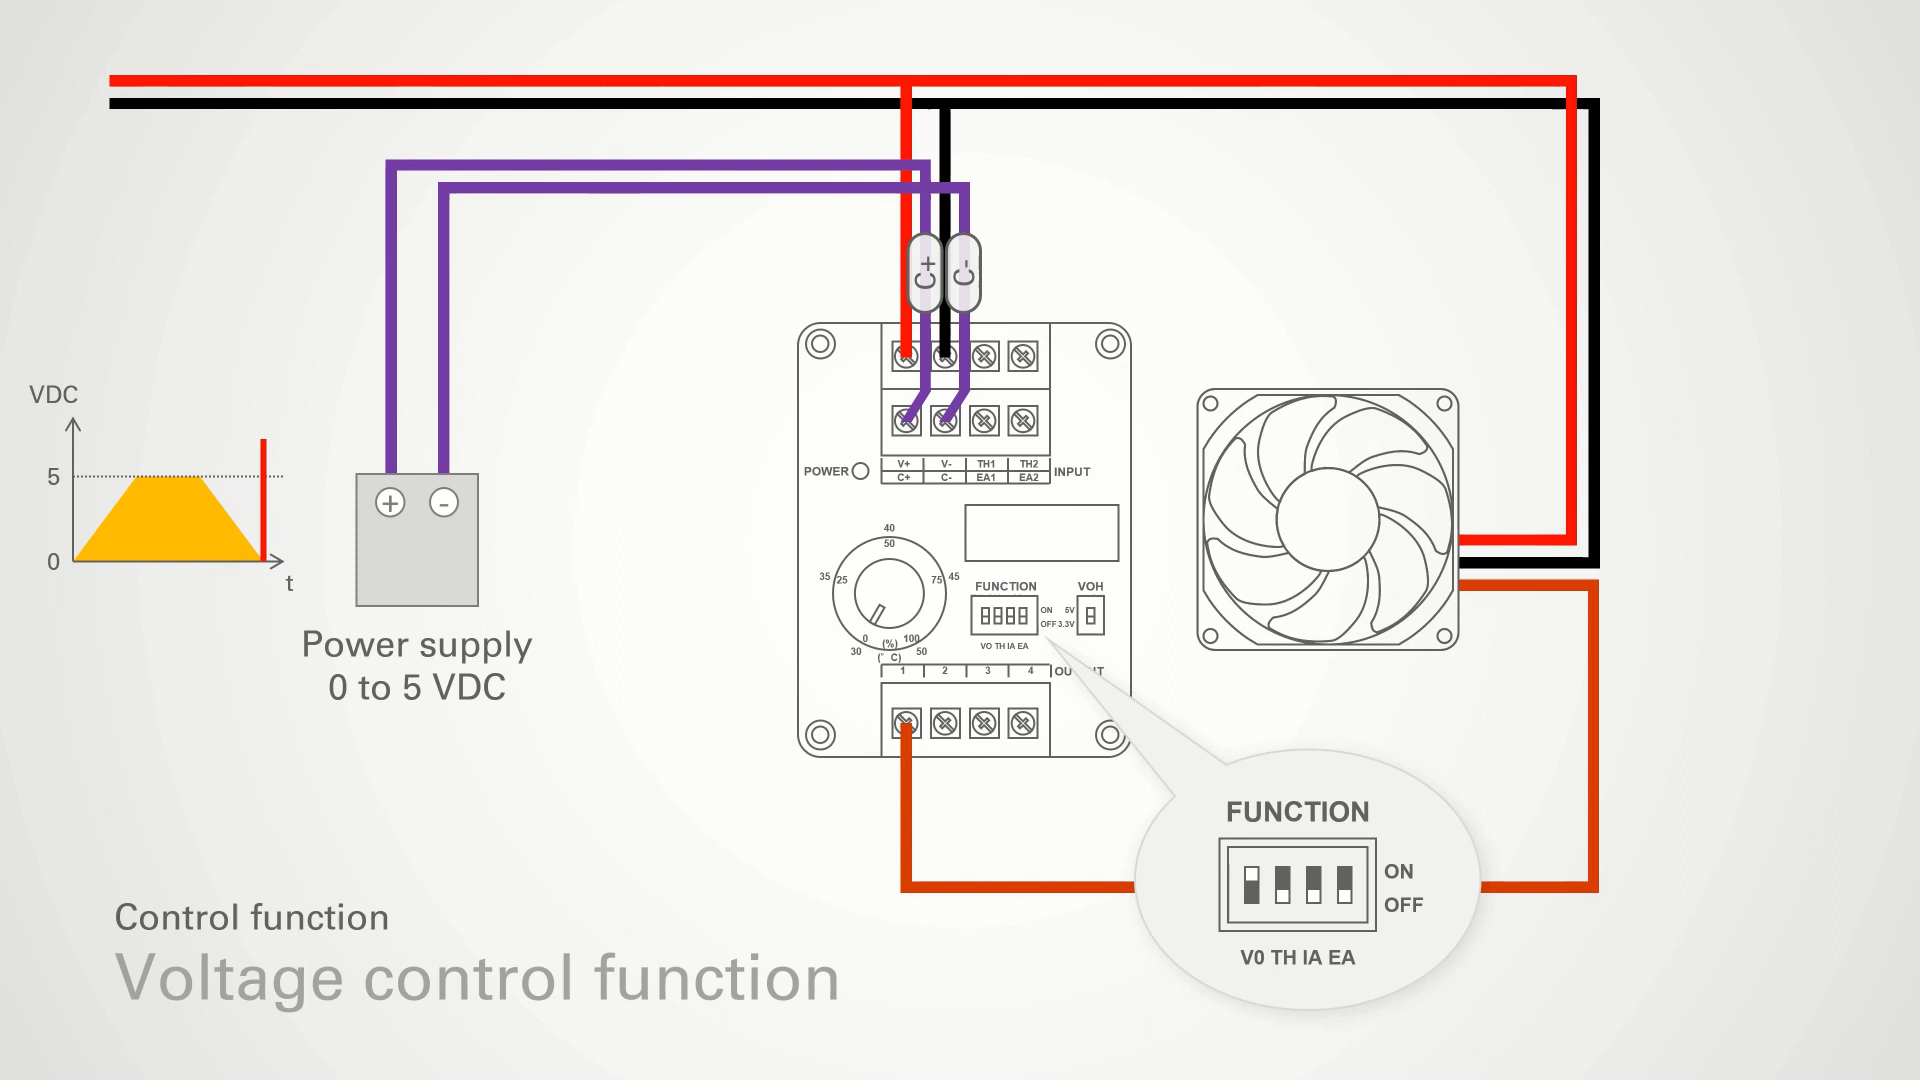 C+ C-
VDC
5
0
t
+ -
Power supply
0 to 5 VDC
POWER
V+ V- TH1 TH2
C+ C- EA1 EA2
INPUT
40
50
35 25 75 45
0 (%) 100
30 (° C) 50
FUNCTION
ON
OFF
VO TH IA EA
VOH
5V
3.3V
1 2 3 4
FUNCTION
ON
OFF
V0 TH IA EA
Control function
Voltage control function